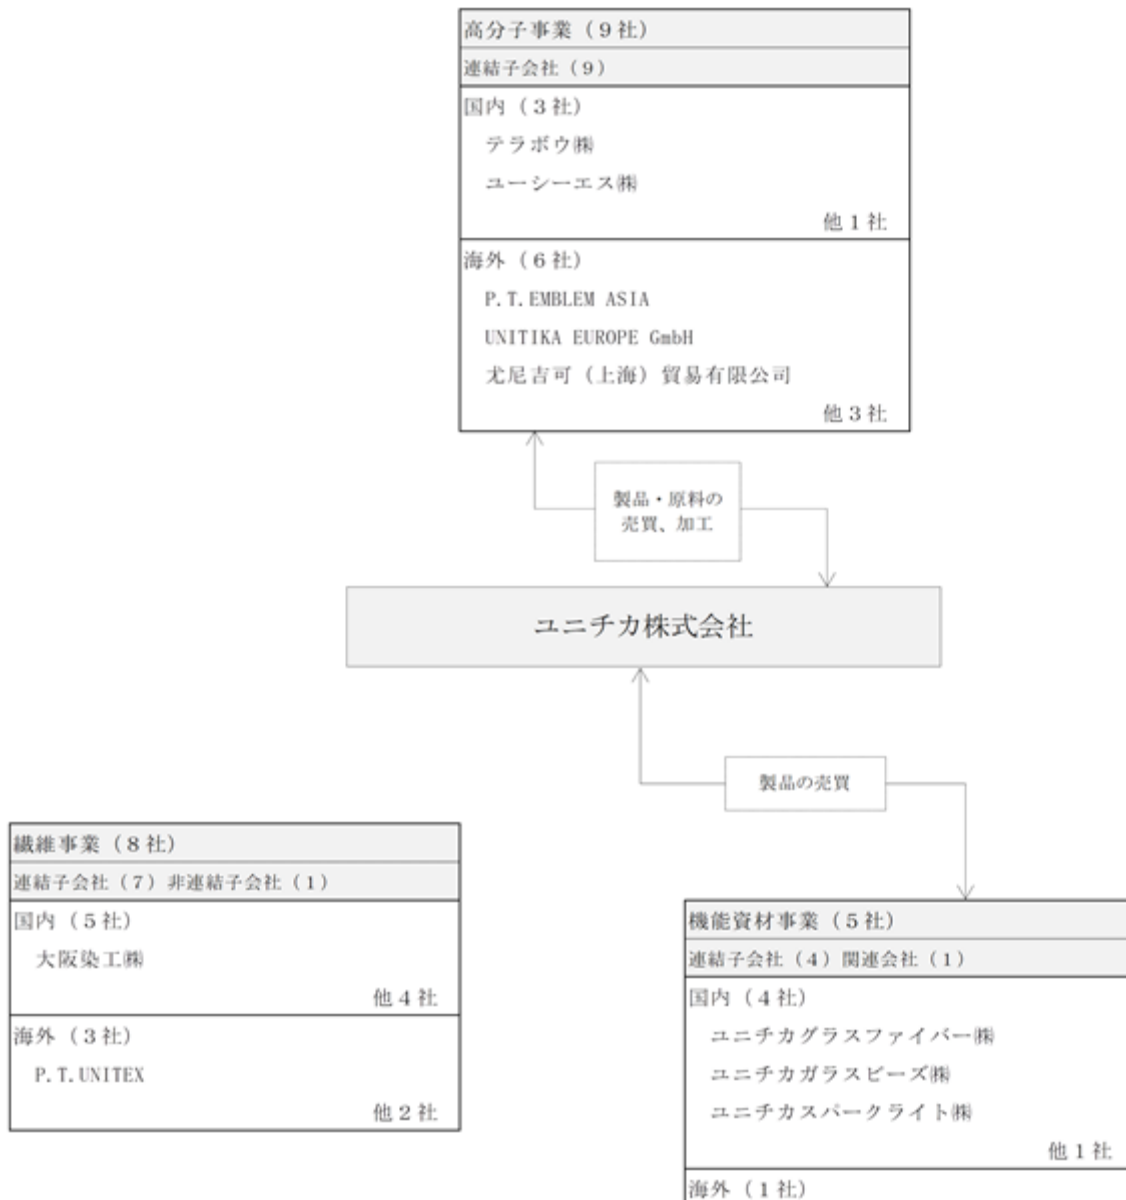 高分子事業（９社）
連結子会社（９）
国内（３社）
テラボウ㈱
ユーシーエス㈱
他１社
海外（６社）
P.T.EMBLEM ASIA
UNITIKA EUROPE GmbH
尤尼吉可（上海）貿易有限公司
他３社
製品・原料の
売買、加工
ユニチカ株式会社
製品の売買
繊維事業（８社）
連結子会社（７）非連結子会社（１）
国内（５社）
大阪染工㈱
他４社
海外（３社）
P.T.UNITEX
他２社
機能資材事業（５社）
連結子会社（４）関連会社（１）
国内（４社）
ユニチカグラスファイバー㈱
ユニチカガラスビーズ㈱
ユニチカスパークライト㈱
他１社
海外（１社）